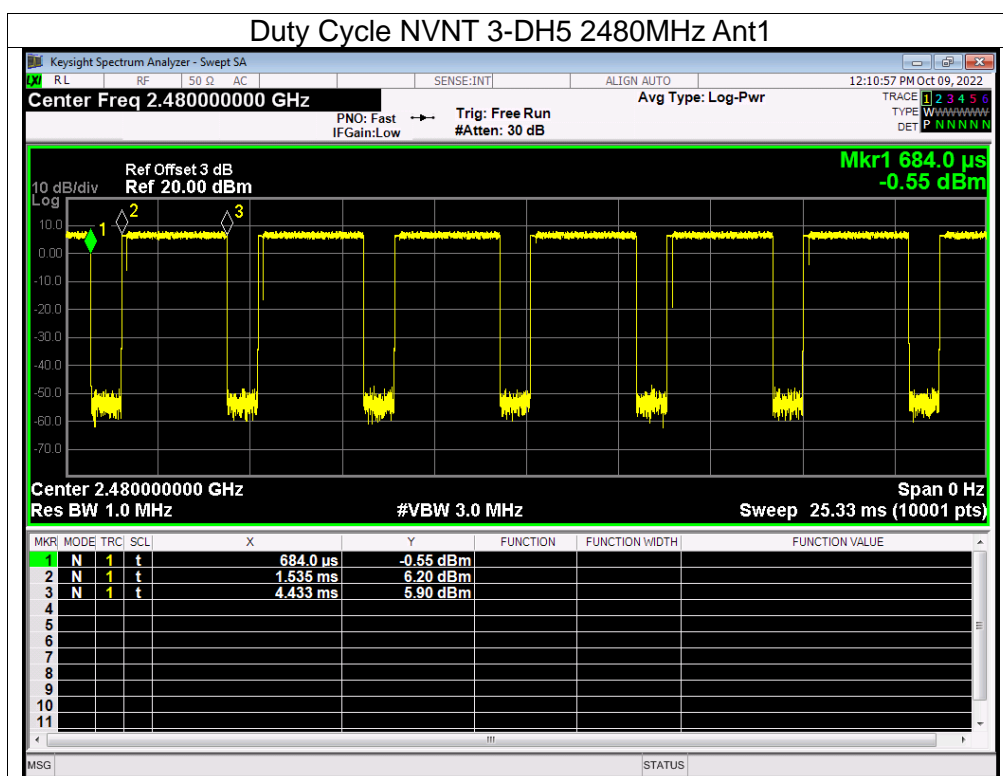 Duty Cycle NVNT 3-DH5 2480MHz Ant1
Keysight Spectrum Analyzer - Swept SA
LXI RL RF 50 Ω AC SENSE:INT ALIGN AUTO 12:10:57 PM Oct 09, 2022
Center Freq 2.480000000 GHz Avg Type: Log-Pwr TRACE 1 2 3 4 5 6
PNO: Fast Trig: Free Run TYPE WWWWWW
IFGain:Low #Atten: 30 dB DET P N N N N N
Mkr1 684.0 µs
Ref Offset 3 dB
10 dB/div Ref 20.00 dBm -0.55 dBm
Log
10.0
0.00
-10.0
-20.0
-30.0
-40.0
-50.0
-60.0
-70.0
1 2 3
Center 2.480000000 GHz Span 0 Hz
Res BW 1.0 MHz #VBW 3.0 MHz Sweep 25.33 ms (10001 pts)
MKR MODE TRC SCL X Y FUNCTION FUNCTION WIDTH FUNCTION VALUE
1 N 1 t 684.0 µs -0.55 dBm
2 N 1 t 1.535 ms 6.20 dBm
3 N 1 t 4.433 ms 5.90 dBm
4
5
6
7
8
9
10
11
MSG STATUS